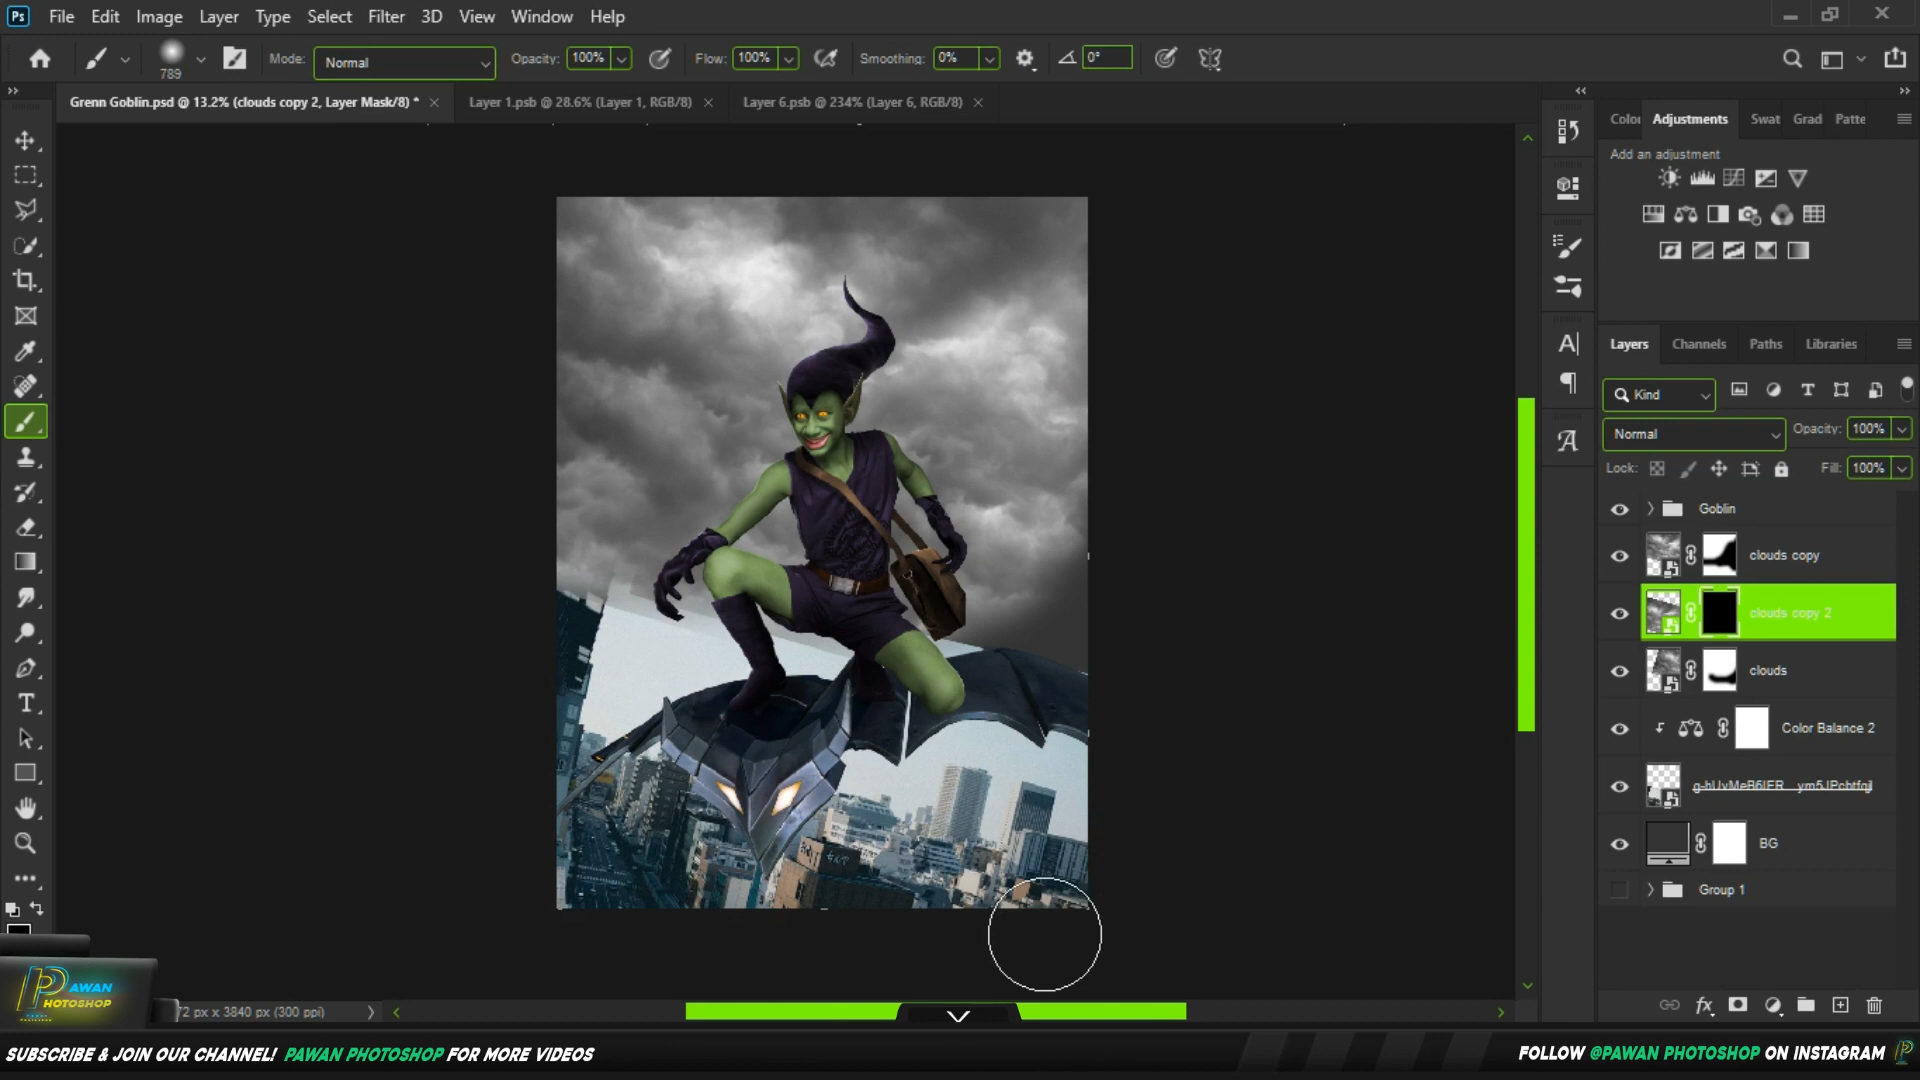 Ps File Edit Image Layer Type Select Filter 3D View Window Help
789 Mode: Normal Opacity: 100% Flow: 100% Smoothing: 0% 0°
Grenn Goblin.psd @ 13.2% (clouds copy 2, Layer Mask/8) * Layer 1.psb @ 28.6% (Layer 1, RGB/8) Layer 6.psb @ 234% (Layer 6, RGB/8)
Color Adjustments Swat Grad Patte
Add an adjustment
Layers Channels Paths Libraries
Kind
Normal Opacity: 100%
Lock: Fill: 100%
Goblin
clouds copy
clouds copy 2
clouds
Color Balance 2
BG
Group 1
PAWAN
PHOTOSHOP
72 px x 3840 px (300 ppi)
SUBSCRIBE & JOIN OUR CHANNEL! PAWAN PHOTOSHOP FOR MORE VIDEOS
FOLLOW @PAWAN PHOTOSHOP ON INSTAGRAM